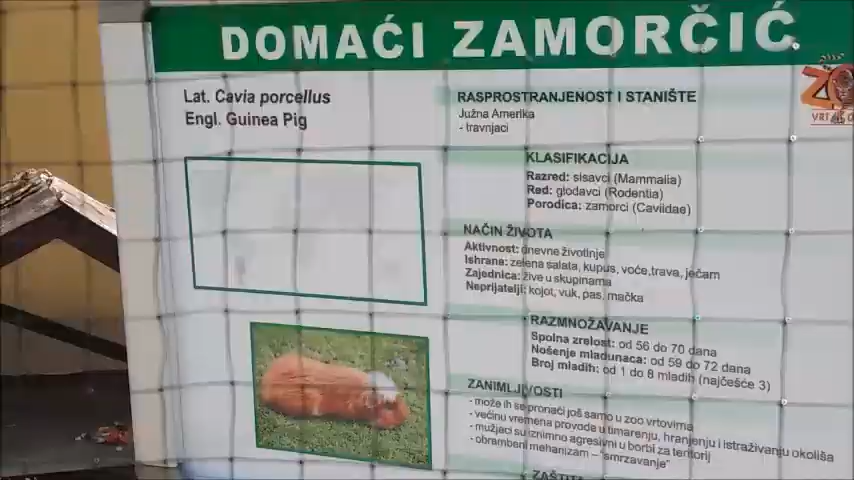 DOMAĆI ZAMORČIĆ
Lat. Cavia porcellus
Engl. Guinea Pig
ZO
VRT
RASPROSTRANJENOST I STANIŠTE
Južna Amerika
- travnjaci
KLASIFIKACIJA
Razred: sisavci (Mammalia)
Red: glodavci (Rodentia)
Porodica: zamorci (Caviidae)
NAČIN ŽIVOTA
Aktivnost: dnevne životinje
Ishrana: zelena salata, kupus, voće,trava, ječam
Zajednica: žive u skupinama
Neprijatelji: kojot, vuk, pas, mačka
RAZMNOŽAVANJE
Spolna zrelost: od 56 do 70 dana
Nošenje mladunaca: od 59 do 72 dana
Broj mladih: od 1 do 8 mladih (najčešće 3)
ZANIMLJIVOSTI
- može ih se pronaći još samo u zoo vrtovima
- većinu vremena provode u timarenju, hranjenju i istraživanju okoliša
- mužjaci su iznimno agresivni u borbi za teritorij
- obrambeni mehanizam – "smrzavanje"
ZAŠTITA